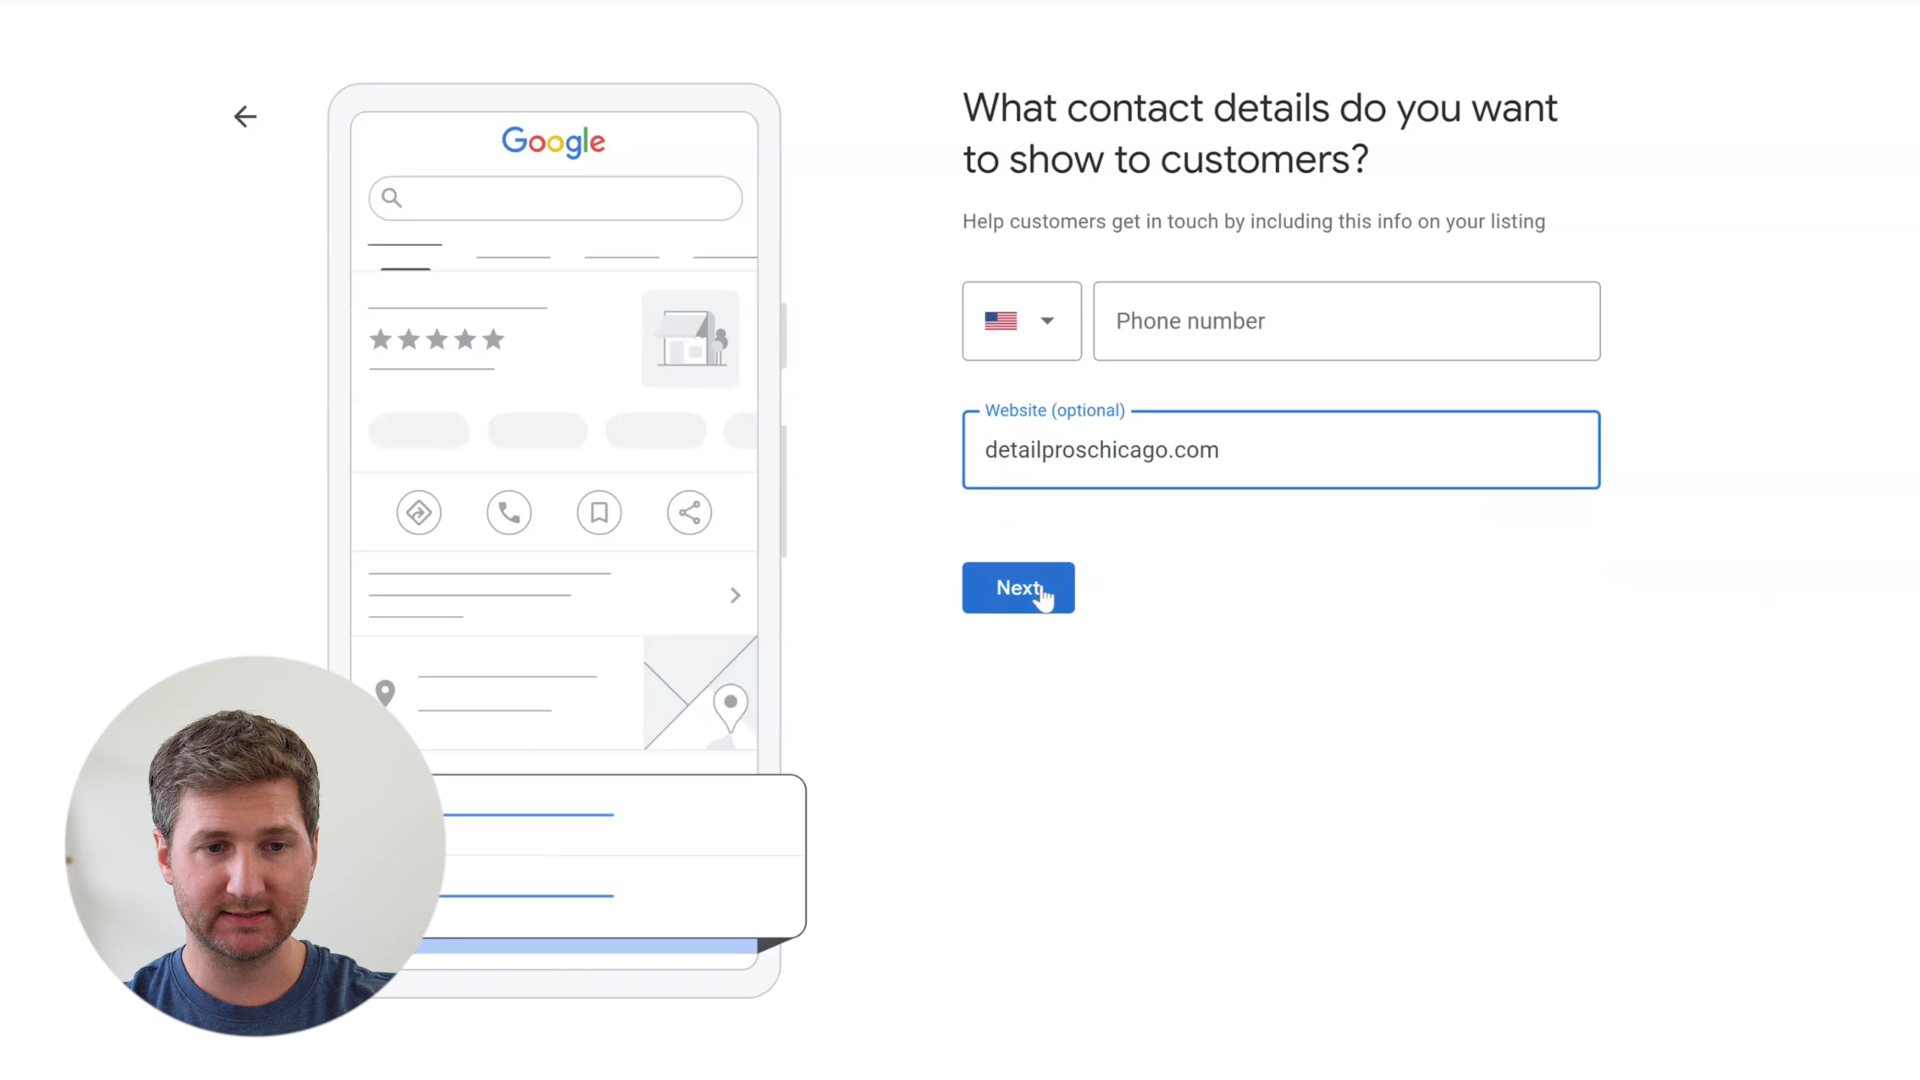 Google
What contact details do you want
to show to customers?
Help customers get in touch by including this info on your listing
Phone number
Website (optional)
detailproschicago.com
Next